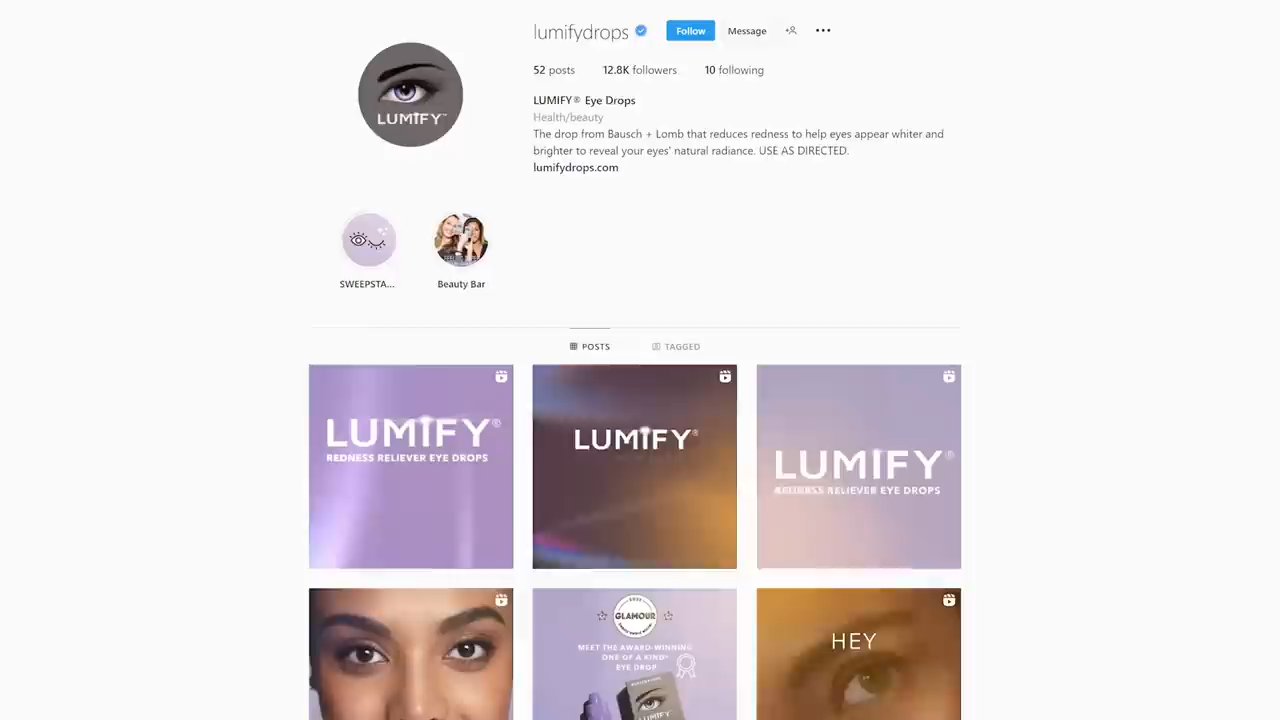 lumifydrops
Follow
Message
52 posts
12.8K followers
10 following
LUMIFY® Eye Drops
Health/beauty
The drop from Bausch + Lomb that reduces redness to help eyes appear whiter and
brighter to reveal your eyes' natural radiance. USE AS DIRECTED.
lumifydrops.com
LUMIFY™
SWEEPSTA...
Beauty Bar
POSTS
TAGGED
LUMIFY®
REDNESS RELIEVER EYE DROPS
LUMIFY®
LUMIFY®
REDNESS RELIEVER EYE DROPS
GLAMOUR
MEET THE AWARD-WINNING
ONE OF A KIND*
EYE DROP
LUMIFY
HEY